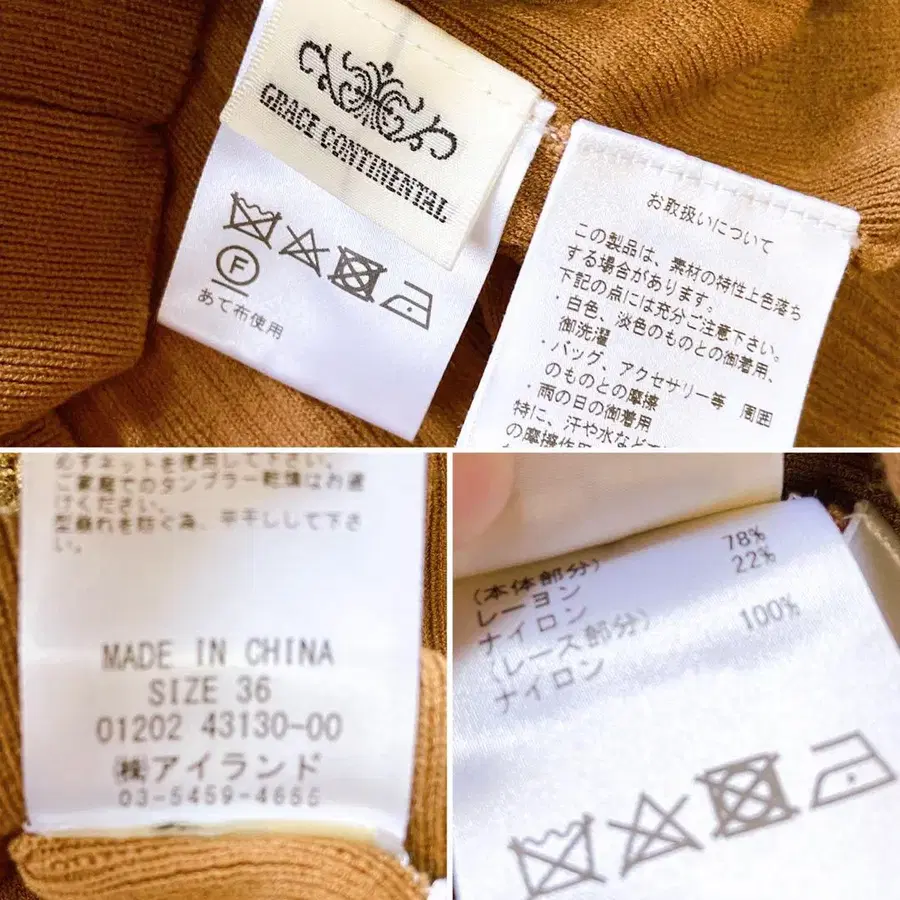 GRACE CONTINENTAL
F
あて布使用
お取扱いについて
この製品は、素材の特性上色落ち
する場合があります。
下記の点には充分ご注意下さい。
・白色、淡色のものとの御着用、
御洗濯
・バッグ、アクセサリー等 周囲
のものとの摩擦
・雨の日の御着用
特に、汗や水など
の摩擦作用
必ずネットを使用して下さい。
ご家庭でのタンブラー乾燥はお避
けください。
型崩れを防ぐ為、平干しして下さ
い。
MADE IN CHINA
SIZE 36
01202 43130-00
㈱アイランド
03-5459-4655
(本体部分)
レーヨン 78%
ナイロン 22%
(レース部分)
ナイロン 100%